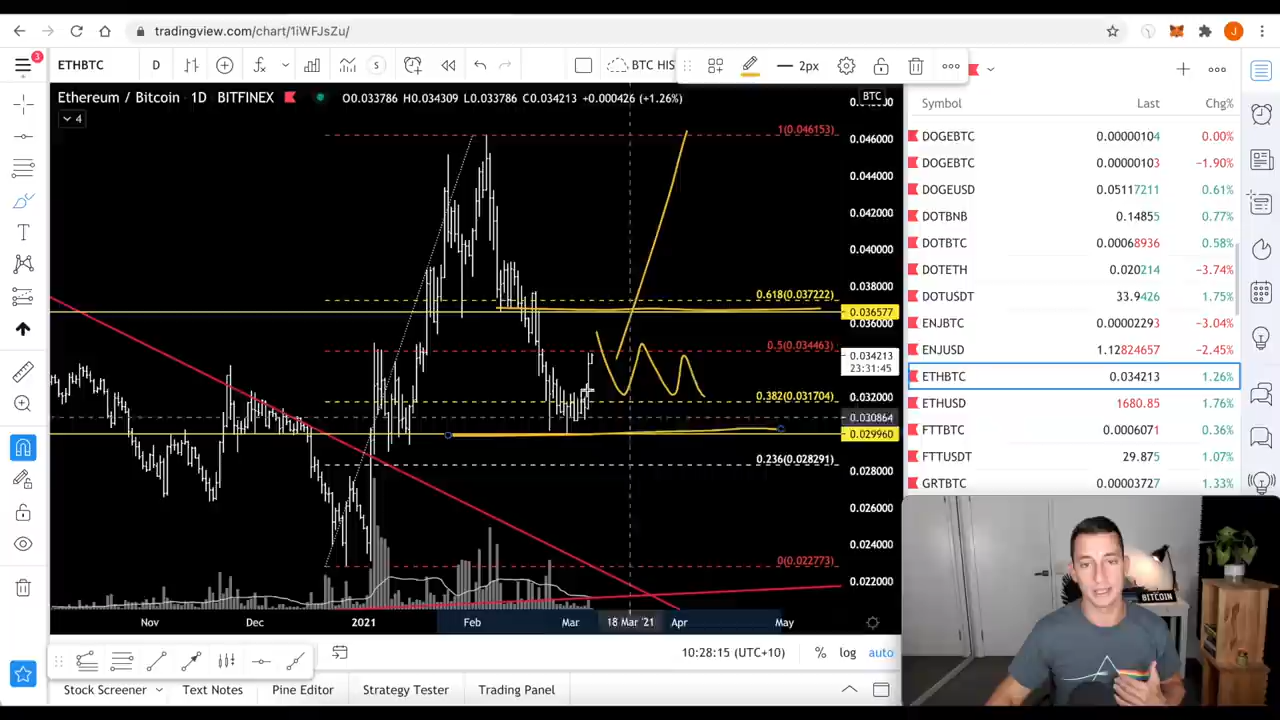 tradingview.com/chart/1iWFJsZu/
J
3
ETHBTC
D
S
BTC HIS
2px
Ethereum / Bitcoin 1D BITFINEX
O0.033786 H0.034309 L0.033786 C0.034213 +0.000426 (+1.26%)
BTC
4
1(0.046153)
0.618(0.037222)
0.5(0.034463)
0.382(0.031704)
0.236(0.028291)
0(0.022773)
0.046000
0.044000
0.042000
0.040000
0.038000
0.036577
0.036000
0.034213
23:31:45
0.032000
0.030864
0.029960
0.028000
0.026000
0.024000
0.022000
Nov
Dec
2021
Feb
Mar
18 Mar '21
Apr
May
10:28:15 (UTC+10)
%
log
auto
Stock Screener
Text Notes
Pine Editor
Strategy Tester
Trading Panel
Symbol Last Chg%
DOGEBTC 0.00000104 0.00%
DOGEBTC 0.00000103 −1.90%
DOGEUSD 0.05117211 0.61%
DOTBNB 0.14855 0.77%
DOTBTC 0.00068936 0.58%
DOTETH 0.020214 −3.74%
DOTUSDT 33.9426 1.75%
ENJBTC 0.00002293 −3.04%
ENJUSD 1.12824657 −2.45%
ETHBTC 0.034213 1.26%
ETHUSD 1680.85 1.76%
FTTBTC 0.0006071 0.36%
FTTUSDT 29.875 1.07%
GRTBTC 0.00003727 1.33%
BITCOIN